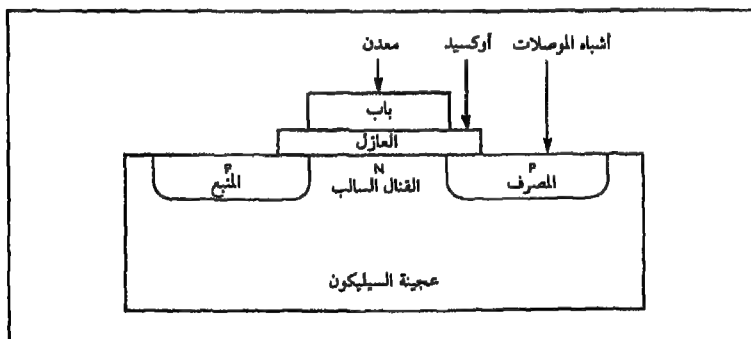 معدن أوكسيد أشباه الموصلات
باب
العازل
P N P
المنبع القنال السالب المصرف
عجينة السيليكون